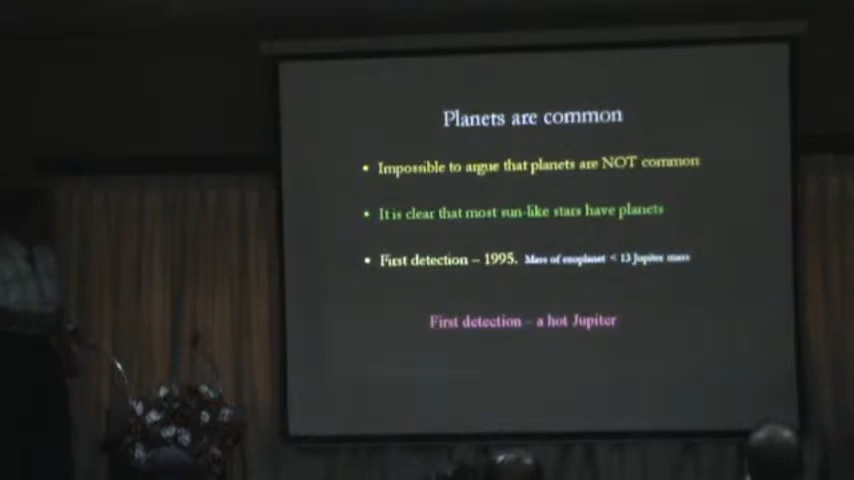 Planets are common
• Impossible to argue that planets are NOT common
• It is clear that most sun-like stars have planets
• First detection – 1995. Mass of exoplanet < 13 Jupiter mass
First detection – a hot Jupiter